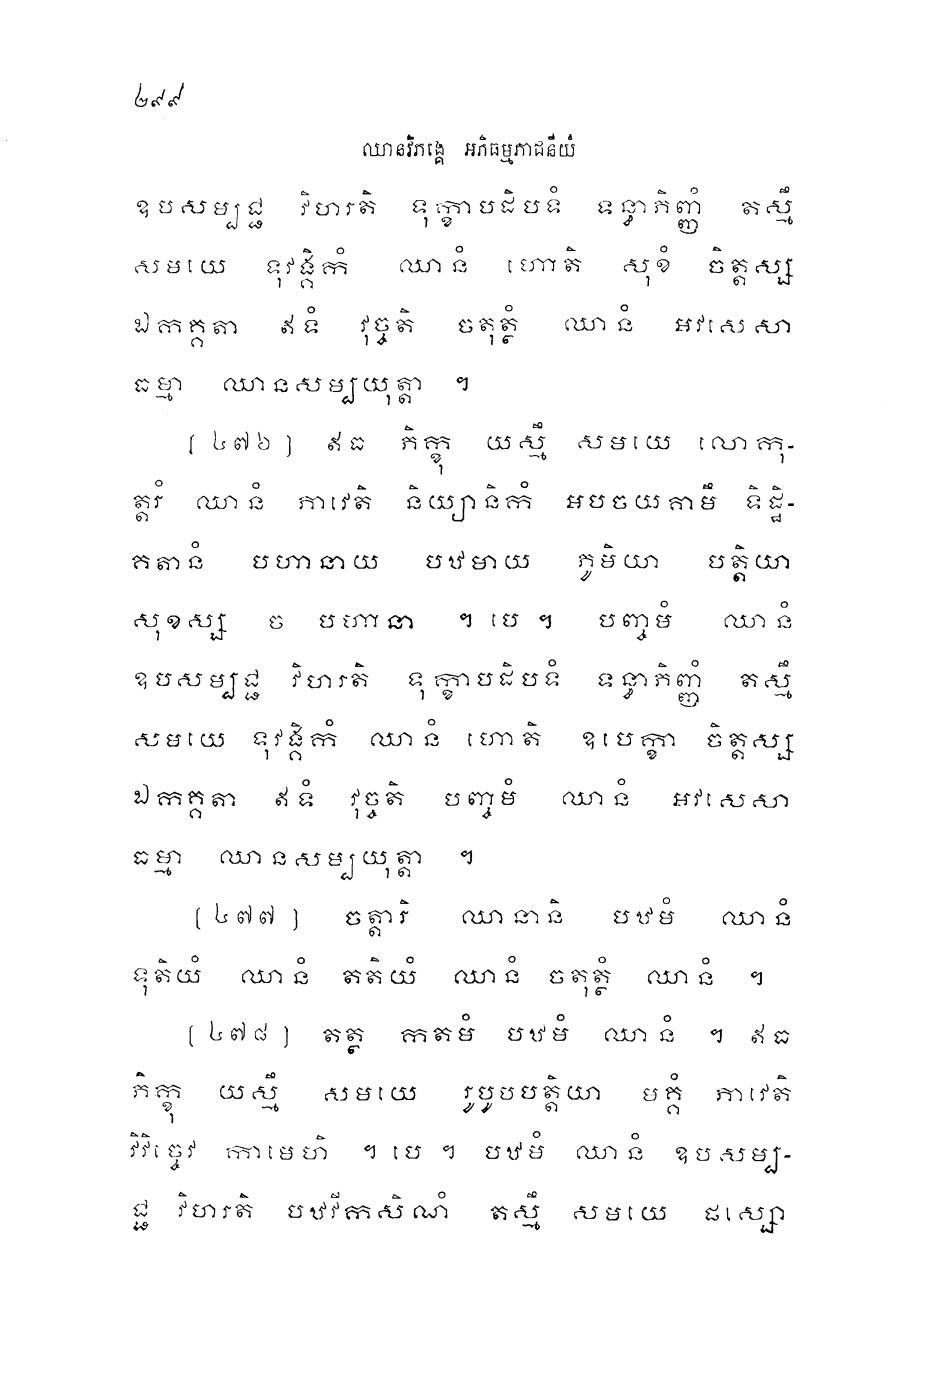 ២៩៩
ឈានវិភង្គេ អភិធម្មភាជនីយំ
ឧបសម្បជ្ជ វិហរតិ ទុក្ខាបដិបទំ ទន្ធាភិញ្ញំ តស្មឹ
សមយេ ទុវង្គិកំ ឈានំ ហោតិ សុខំ ចិត្តស្ស
ឯកគ្គតា ឥទំ វុច្ចតិ ចតុត្ថំ ឈានំ អវសេសា
ធម្មា ឈានសម្បយុត្តា ។
[៤៧៦] ឥធ ភិក្ខុ យស្មឹ សមយេ លោកុ-
ត្តរំ ឈានំ ភាវេតិ និយ្យានិកំ អបចយគាមឹ ទិដ្ឋិ-
គតានំ បហានាយ បឋមាយ ភូមិយា បត្តិយា
សុខស្ស ច បហានា ។ បេ ។ បញ្ចមំ ឈានំ
ឧបសម្បជ្ជ វិហរតិ ទុក្ខាបដិបទំ ទន្ធាភិញ្ញំ តស្មឹ
សមយេ ទុវង្គិកំ ឈានំ ហោតិ ឧបេក្ខា ចិត្តស្ស
ឯកគ្គតា ឥទំ វុច្ចតិ បញ្ចមំ ឈានំ អវសេសា
ធម្មា ឈានសម្បយុត្តា ។
[៤៧៧] ចត្តារិ ឈានានិ បឋមំ ឈានំ
ទុតិយំ ឈានំ តតិយំ ឈានំ ចតុត្ថំ ឈានំ ។
[៤៧៨] តត្ថ កតមំ បឋមំ ឈានំ ។ ឥធ
ភិក្ខុ យស្មឹ សមយេ រូបូបបត្តិយា មគ្គំ ភាវេតិ
វិវិច្ចេវ កាមេហិ ។ បេ ។ បឋមំ ឈានំ ឧបសម្ប-
ជ្ជ វិហរតិ បឋវីកសិណំ តស្មឹ សមយេ ផស្សោ